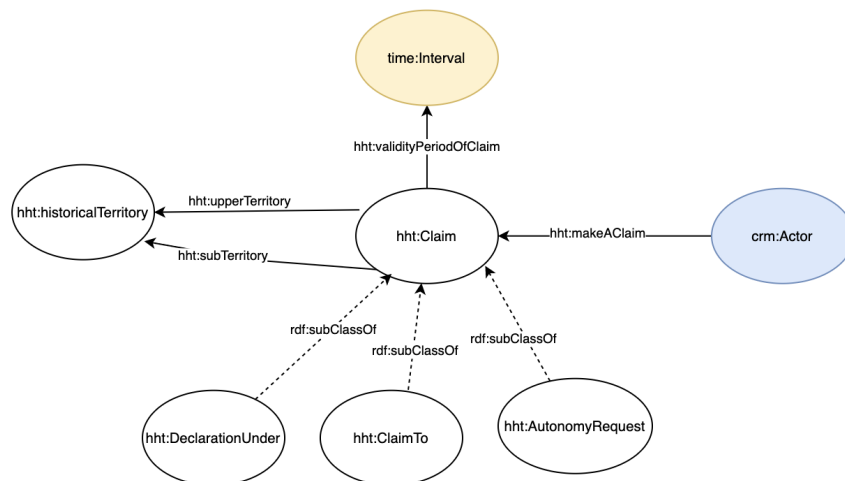 time:Interval
hht:validityPeriodOfClaim
hht:upperTerritory
hht:historicalTerritory
hht:Claim
hht:makeAClaim
crm:Actor
hht:subTerritory
rdf:subClassOf
rdf:subClassOf
rdf:subClassOf
hht:DeclarationUnder
hht:ClaimTo
hht:AutonomyRequest